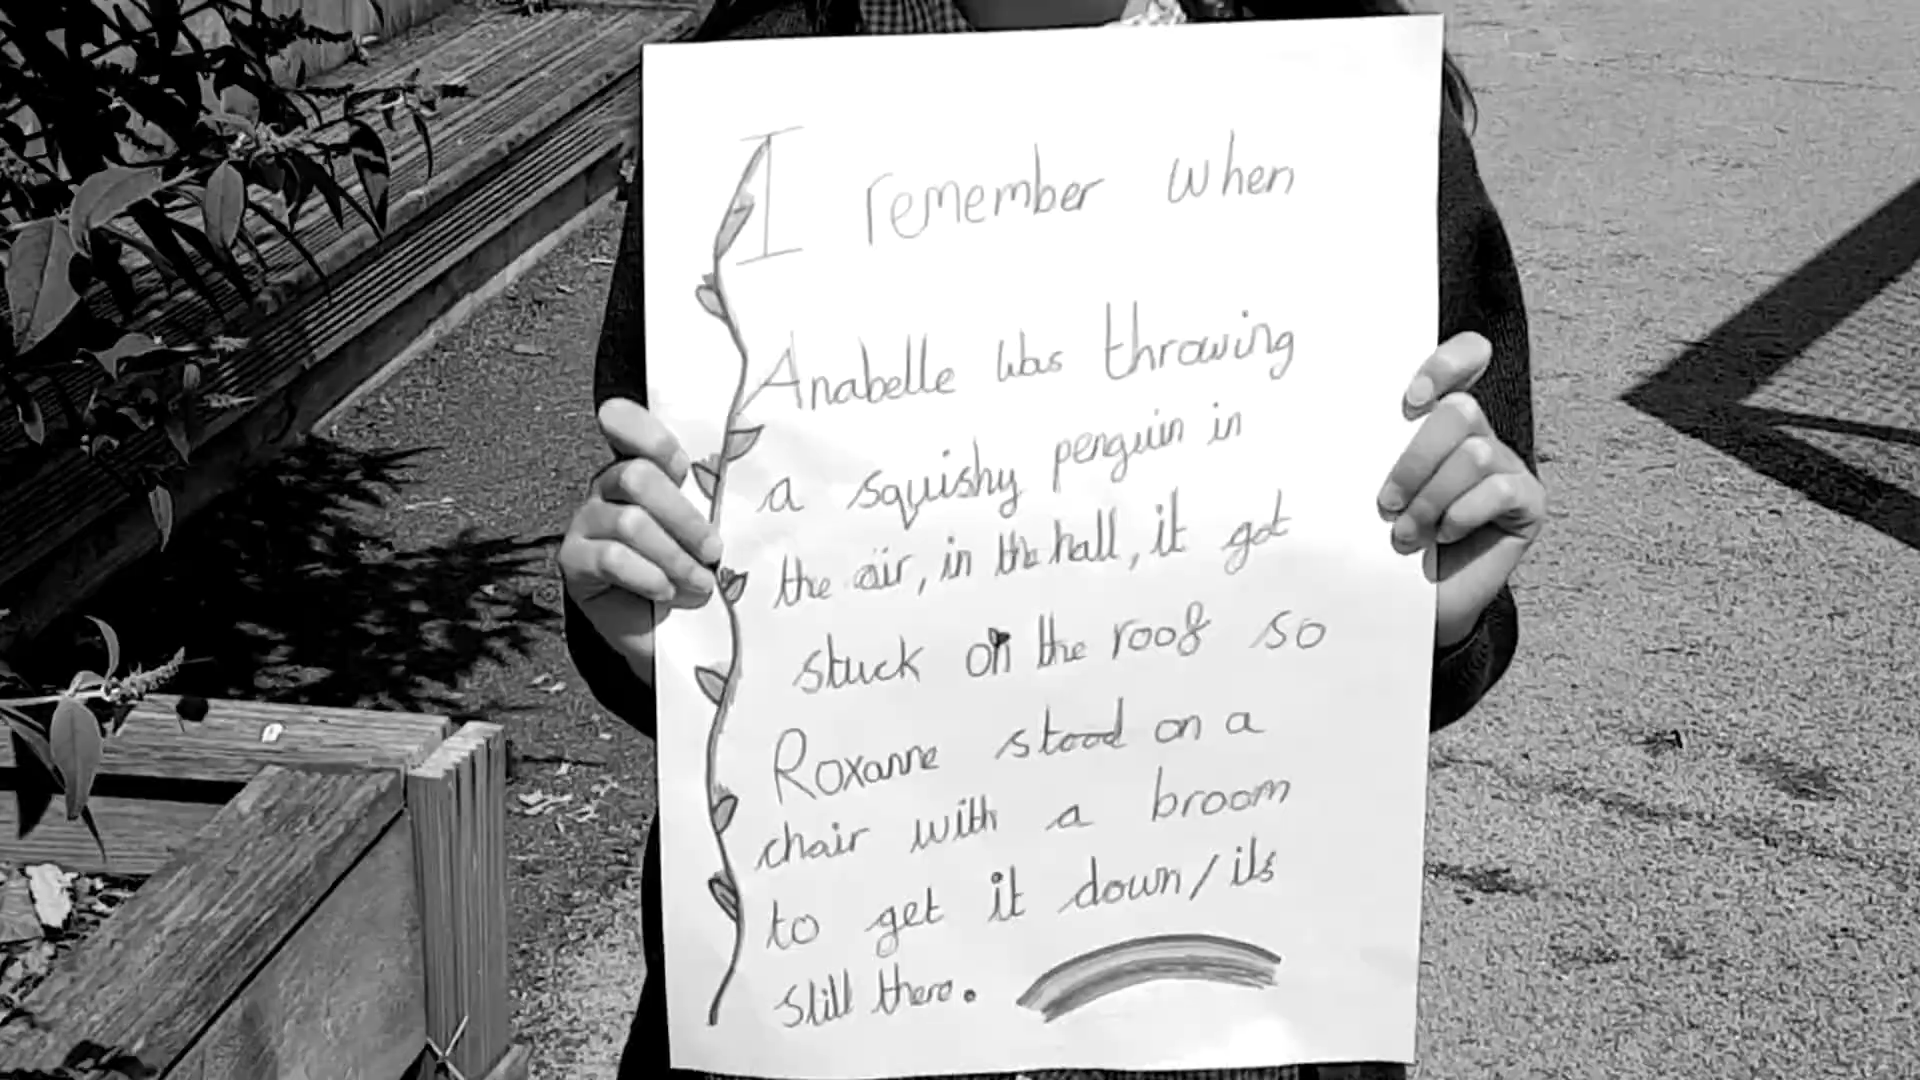 I remember when
Anabelle was throwing
a squishy penguin in
the air, in the hall, it got
stuck on the roof so
Roxanne stood on a
chair with a broom
to get it down/its
still there.